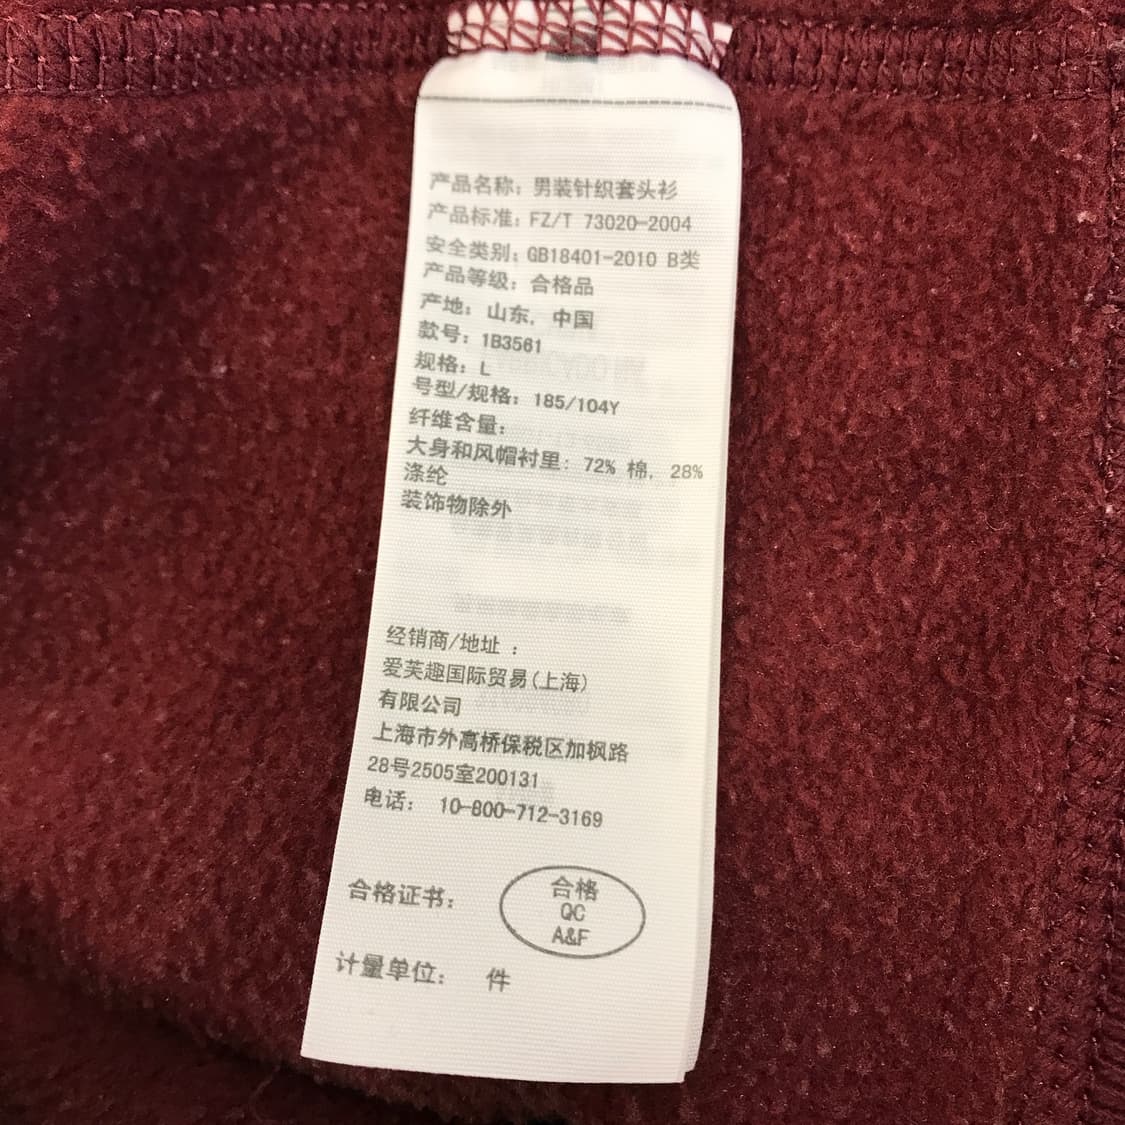 产品名称：男装针织套头衫
产品标准：FZ/T 73020-2004
安全类别：GB18401-2010 B类
产品等级：合格品
产地：山东，中国
款号：1B3561
规格：L
号型/规格：185/104Y
纤维含量：
大身和风帽衬里：72% 棉，28%
涤纶
装饰物除外
经销商/地址：
爱芙趣国际贸易(上海)
有限公司
上海市外高桥保税区加枫路
28号2505室200131
电话： 10-800-712-3169
合格证书：
合格
QC
A&F
计量单位： 件